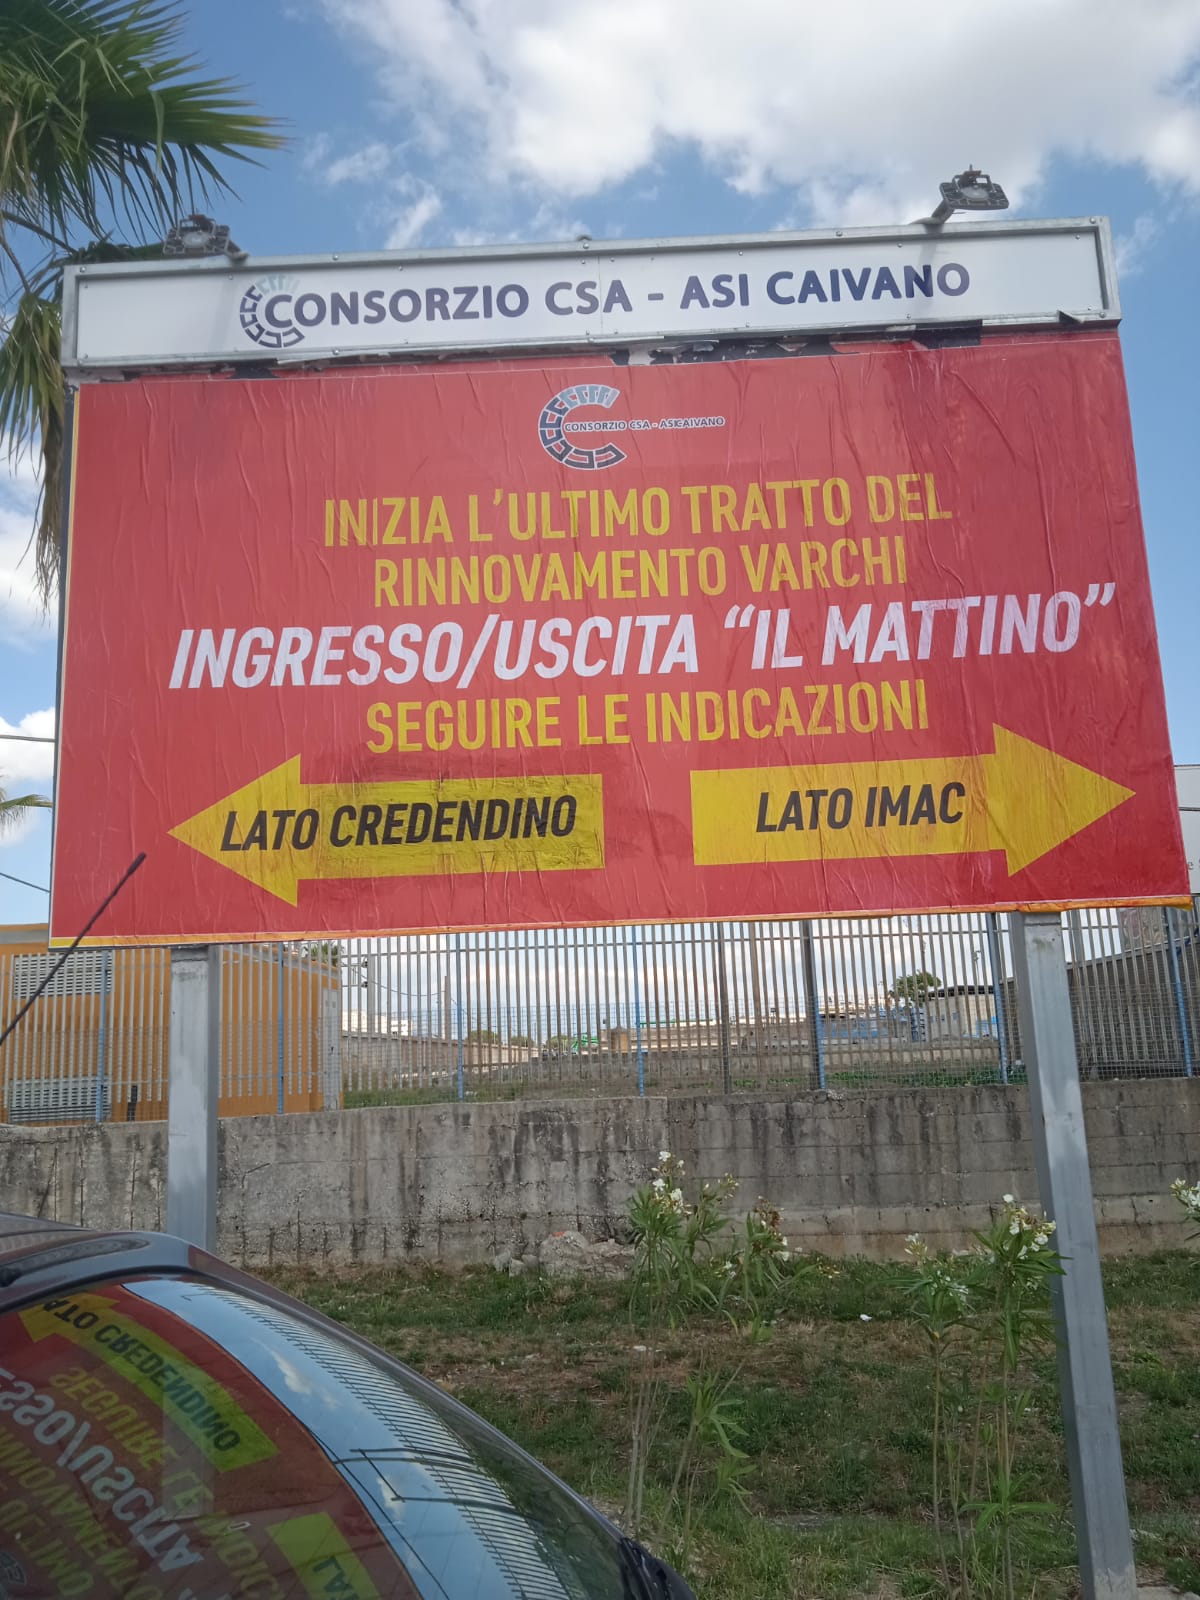 CONSORZIO CSA - ASI CAIVANO
CONSORZIO CSA - ASI CAIVANO
INIZIA L'ULTIMO TRATTO DEL
RINNOVAMENTO VARCHI
INGRESSO/USCITA "IL MATTINO"
SEGUIRE LE INDICAZIONI
LATO CREDENDINO
LATO IMAC